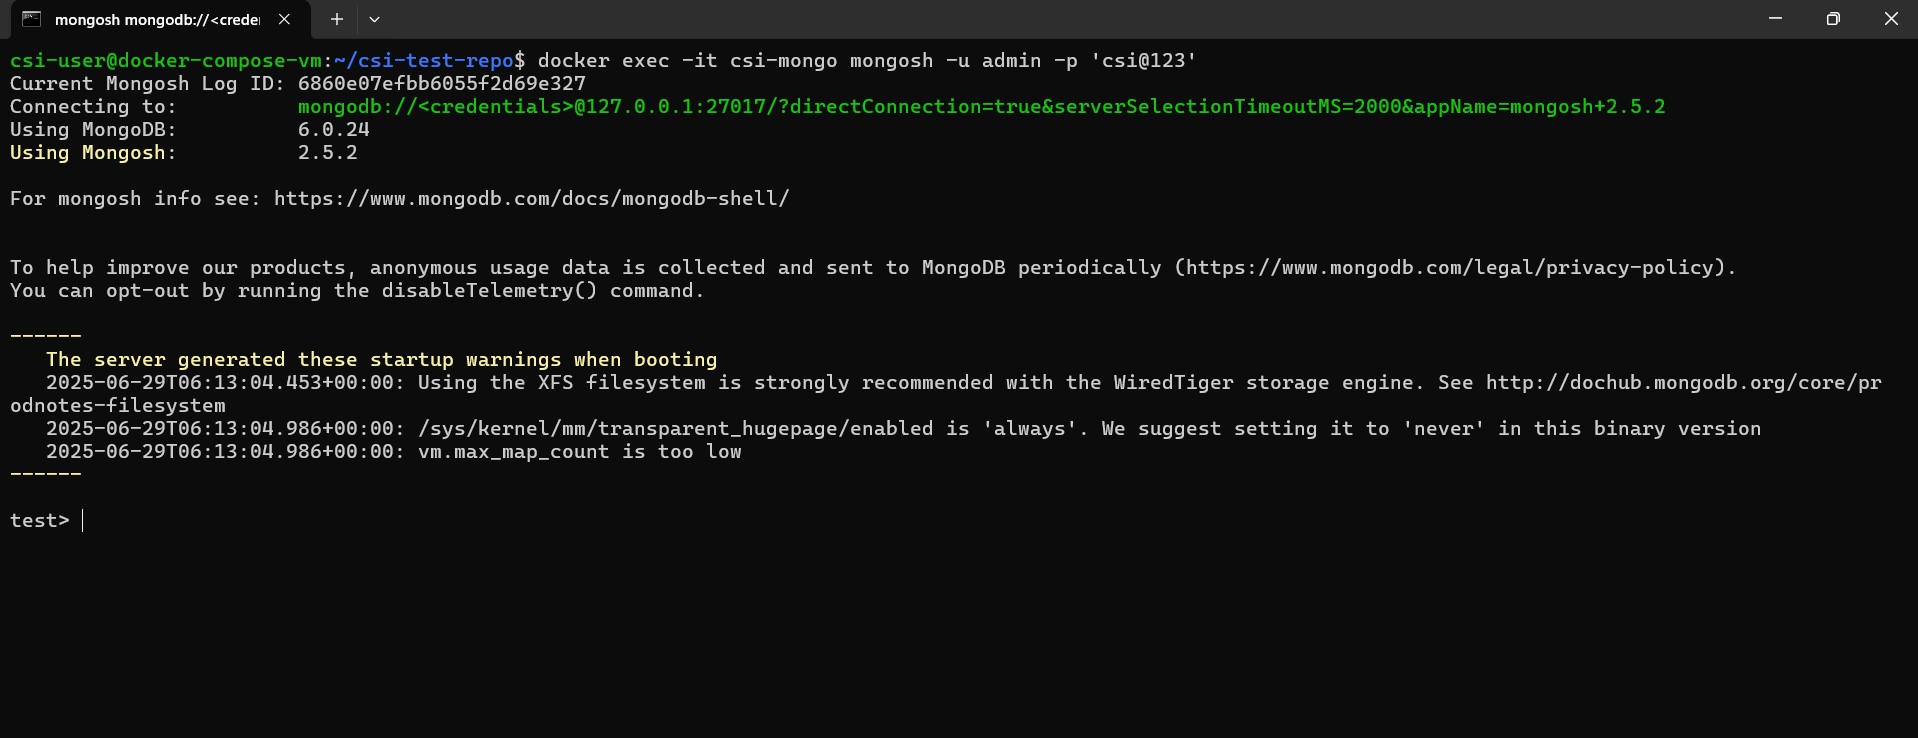 mongosh mongodb://<crede
csi-user@docker-compose-vm:~/csi-test-repo$ docker exec -it csi-mongo mongosh -u admin -p 'csi@123'
Current Mongosh Log ID: 6860e07efbb6055f2d69e327
Connecting to:          mongodb://<credentials>@127.0.0.1:27017/?directConnection=true&serverSelectionTimeoutMS=2000&appName=mongosh+2.5.2
Using MongoDB:          6.0.24
Using Mongosh:          2.5.2
For mongosh info see: https://www.mongodb.com/docs/mongodb-shell/
To help improve our products, anonymous usage data is collected and sent to MongoDB periodically (https://www.mongodb.com/legal/privacy-policy).
You can opt-out by running the disableTelemetry() command.
------
The server generated these startup warnings when booting
2025-06-29T06:13:04.453+00:00: Using the XFS filesystem is strongly recommended with the WiredTiger storage engine. See http://dochub.mongodb.org/core/pr
odnotes-filesystem
2025-06-29T06:13:04.986+00:00: /sys/kernel/mm/transparent_hugepage/enabled is 'always'. We suggest setting it to 'never' in this binary version
2025-06-29T06:13:04.986+00:00: vm.max_map_count is too low
------
test>